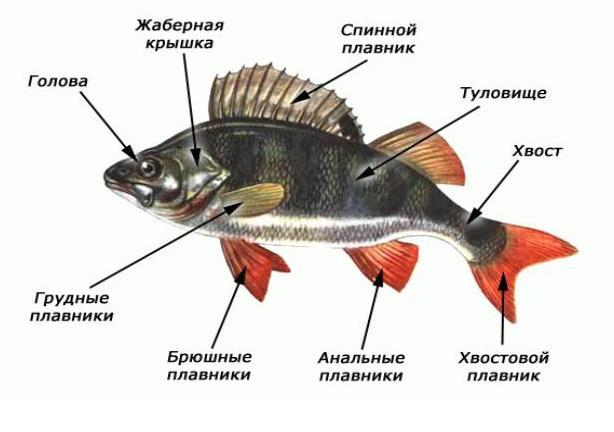 Жаберная
крышка
Спинной
плавник
Голова
Туловище
Хвост
Грудные
плавники
Брюшные
плавники
Анальные
плавники
Хвостовой
плавник